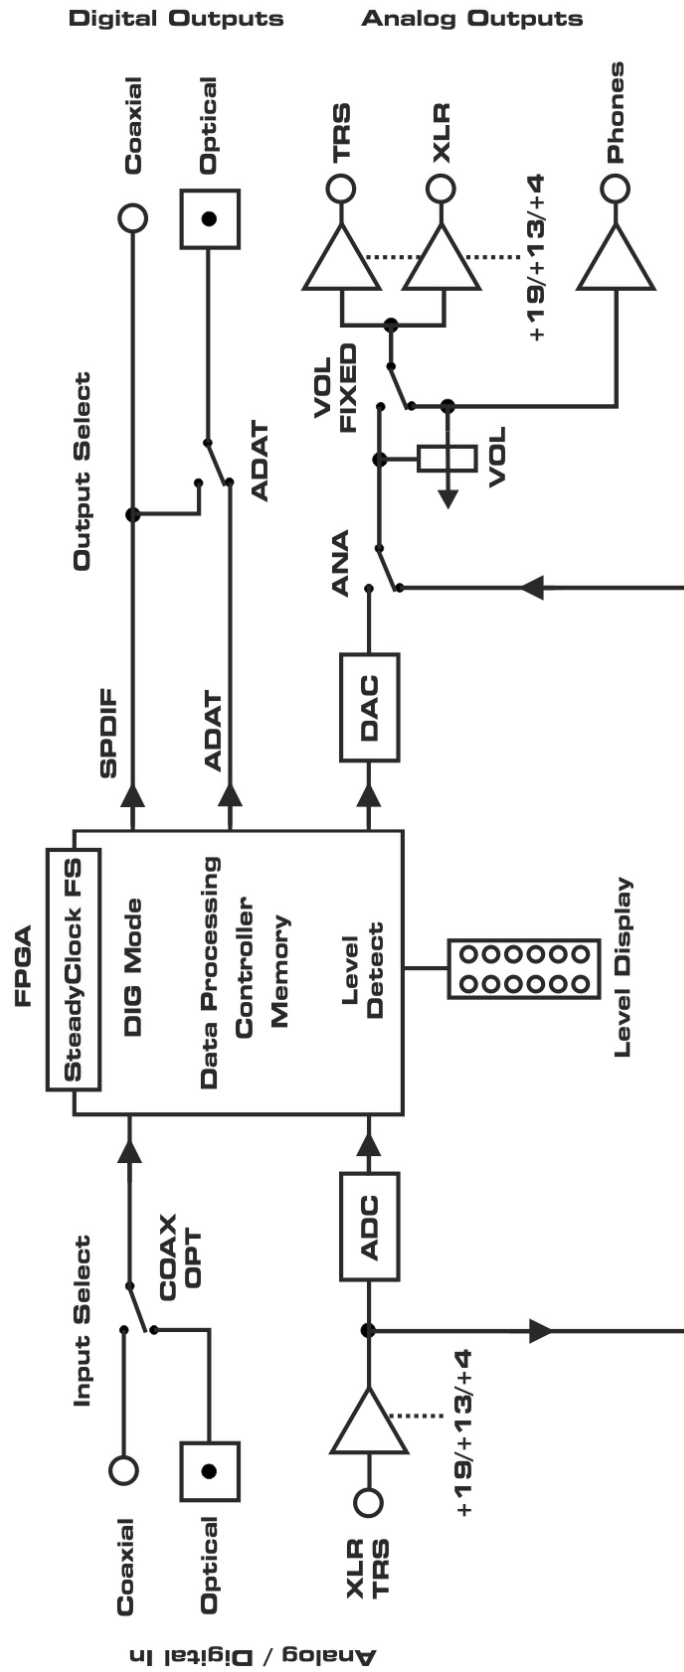 Digital Outputs
Analog Outputs
Coaxial
Optical
TRS
XLR
Phones
+19/+13/+4
Output Select
ADAT
VOL
FIXED
VOL
ANA
SPDIF
ADAT
DAC
FPGA
SteadyClock FS
DIG Mode
Data Processing
Controller
Memory
Level
Detect
Level Display
Input Select
COAX
OPT
ADC
+19/+13/+4
Coaxial
Optical
XLR
TRS
Analog / Digital In